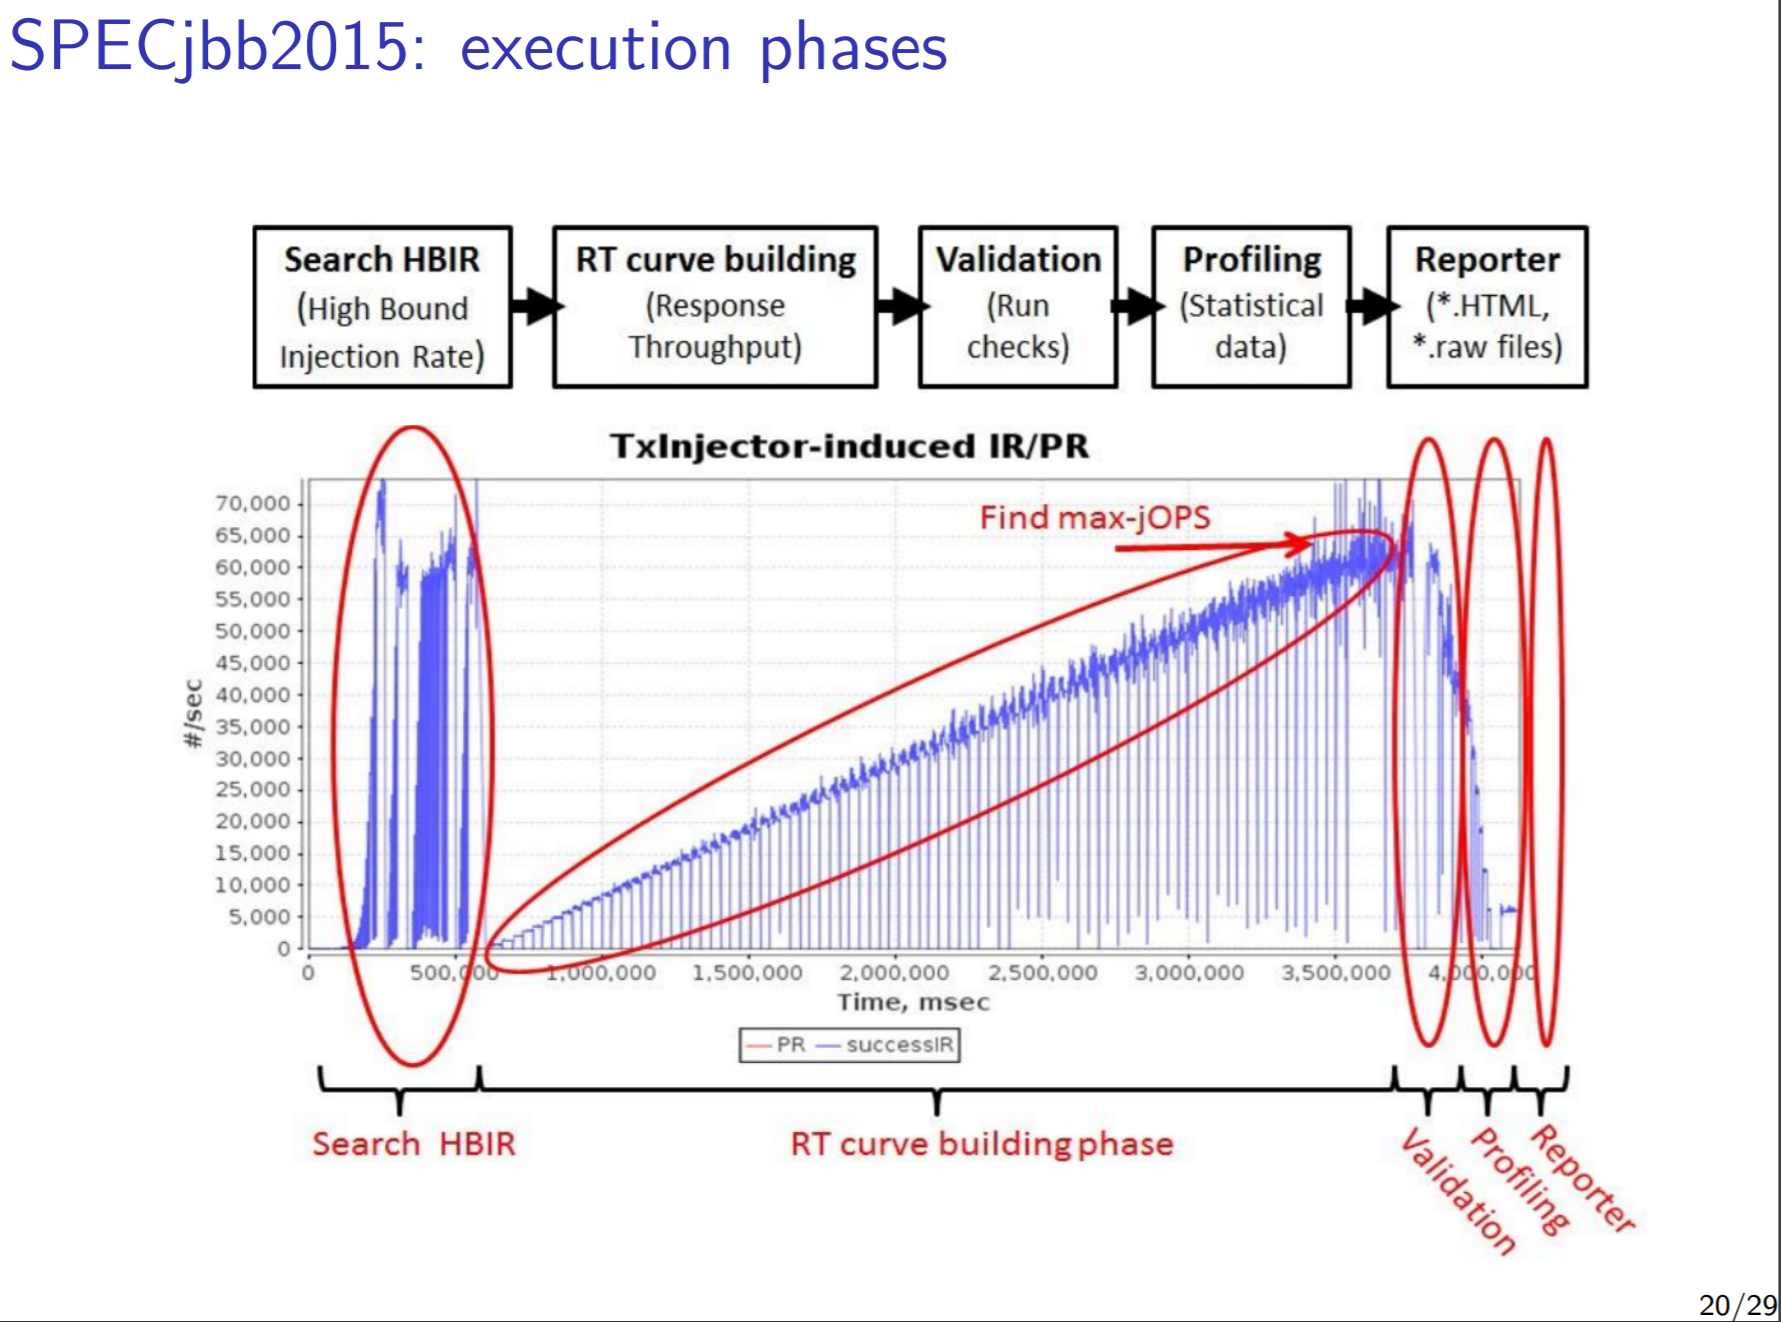 SPECjbb2015: execution phases
Search HBIR
(High Bound
Injection Rate)
RT curve building
(Response
Throughput)
Validation
(Run
checks)
Profiling
(Statistical
data)
Reporter
(*.HTML,
*.raw files)
TxInjector-induced IR/PR
Find max-jOPS
#/sec
70,000
65,000
60,000
55,000
50,000
45,000
40,000
35,000
30,000
25,000
20,000
15,000
10,000
5,000
0
0 500,000 1,000,000 1,500,000 2,000,000 2,500,000 3,000,000 3,500,000 4,000,000
Time, msec
PR successIR
Search HBIR
RT curve building phase
Validation
Profiling
Reporter
20/29